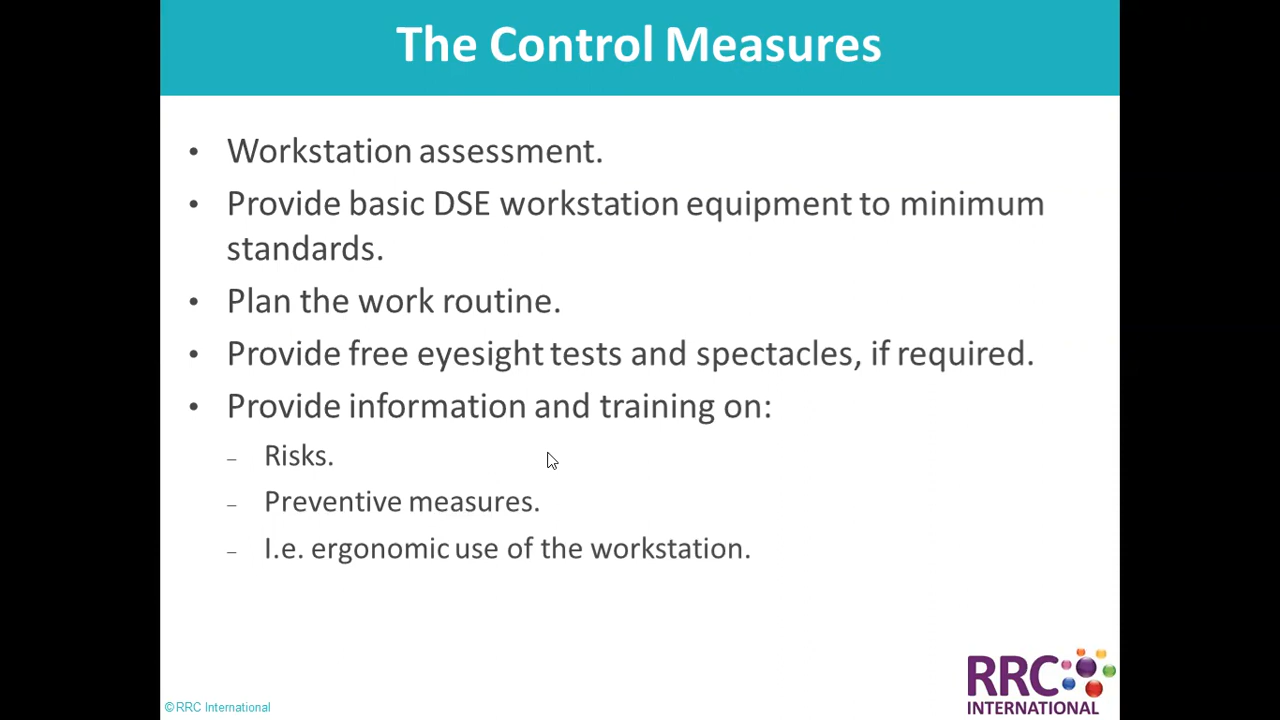 The Control Measures
• Workstation assessment.
• Provide basic DSE workstation equipment to minimum
standards.
• Plan the work routine.
• Provide free eyesight tests and spectacles, if required.
• Provide information and training on:
– Risks.
– Preventive measures.
– I.e. ergonomic use of the workstation.
RRC
INTERNATIONAL
© RRC International